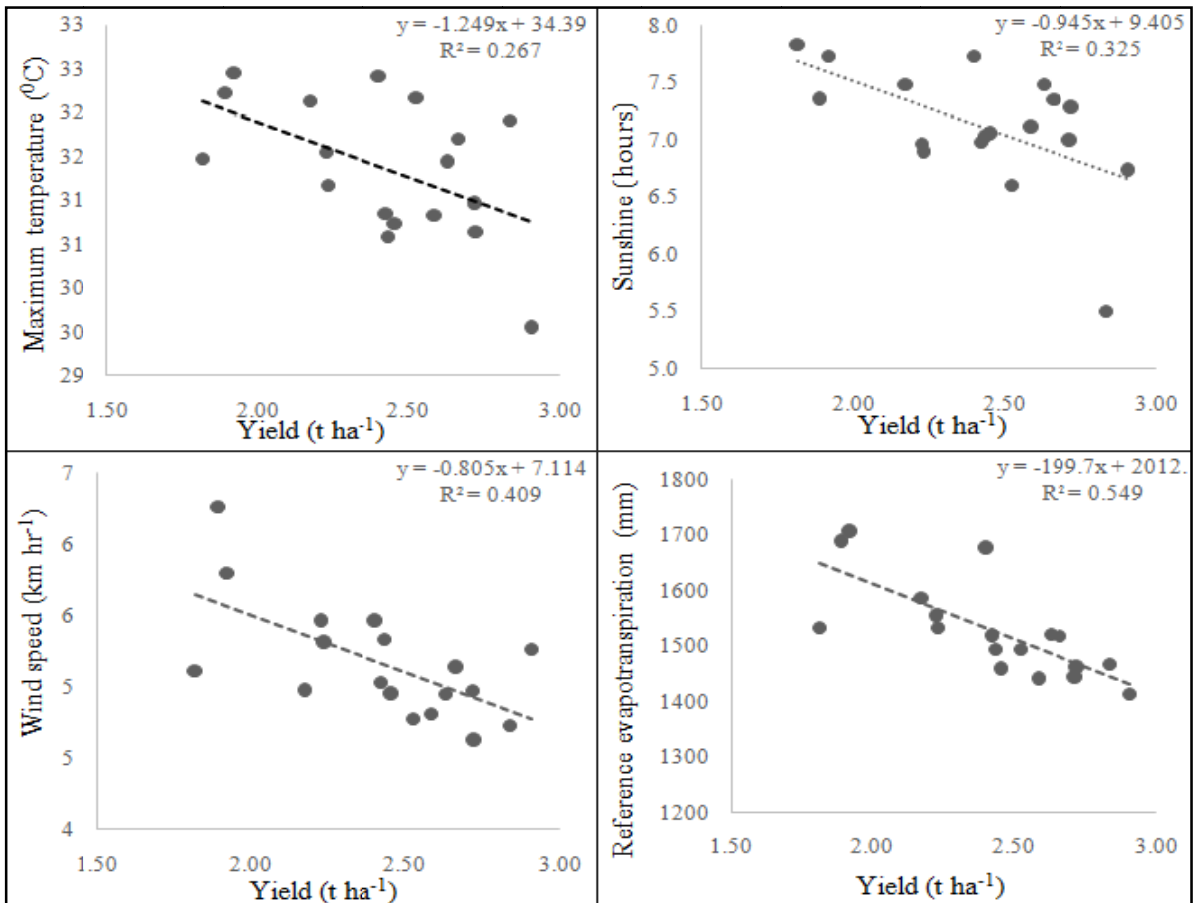 y = -1.249x + 34.39
R² = 0.267
33
33
32
32
31
31
30
30
29
Maximum temperature (⁰C)
1.50 2.00 2.50 3.00
Yield (t ha⁻¹)
y = -0.945x + 9.405
R² = 0.325
8.0
7.5
7.0
6.5
6.0
5.5
5.0
Sunshine (hours)
1.50 2.00 2.50 3.00
Yield (t ha⁻¹)
y = -0.805x + 7.114
R² = 0.409
7
6
6
5
5
4
Wind speed (km hr⁻¹)
1.50 2.00 2.50 3.00
Yield (t ha⁻¹)
y = -199.7x + 2012.
R² = 0.549
1800
1700
1600
1500
1400
1300
1200
Reference evapotranspiration (mm)
1.50 2.00 2.50 3.00
Yield (t ha⁻¹)